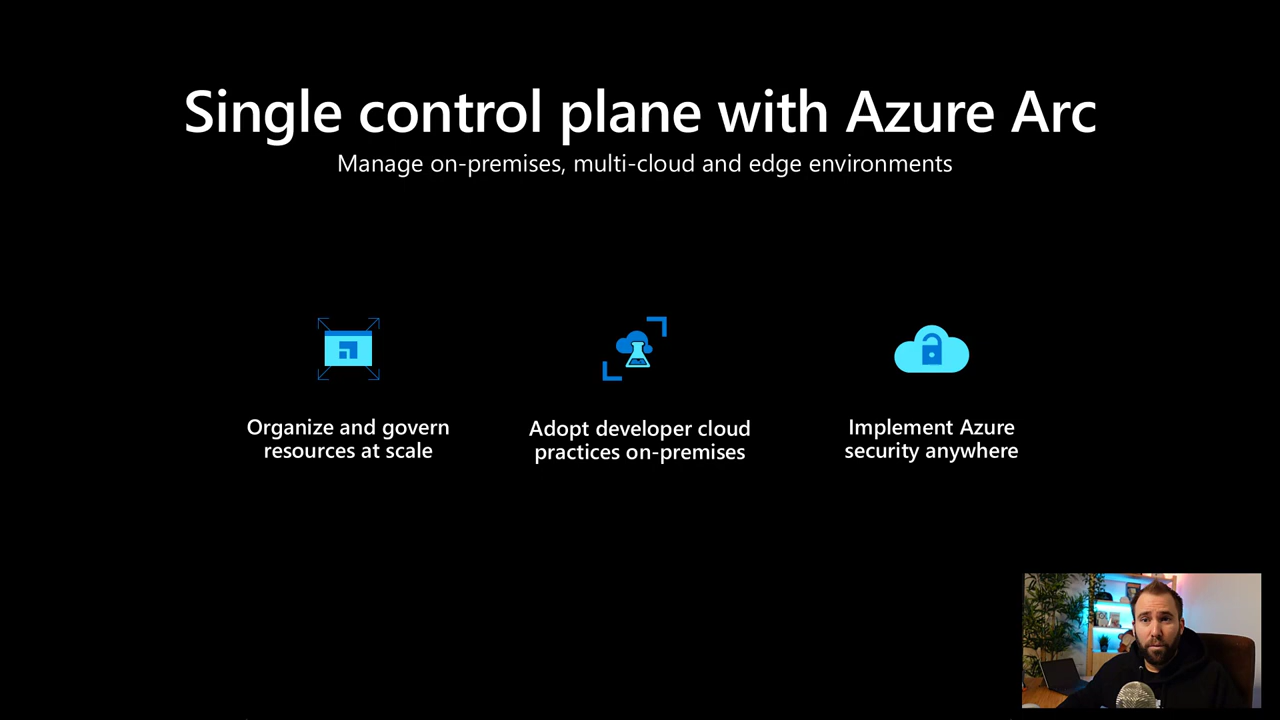 Single control plane with Azure Arc
Manage on-premises, multi-cloud and edge environments
Organize and govern
resources at scale
Adopt developer cloud
practices on-premises
Implement Azure
security anywhere